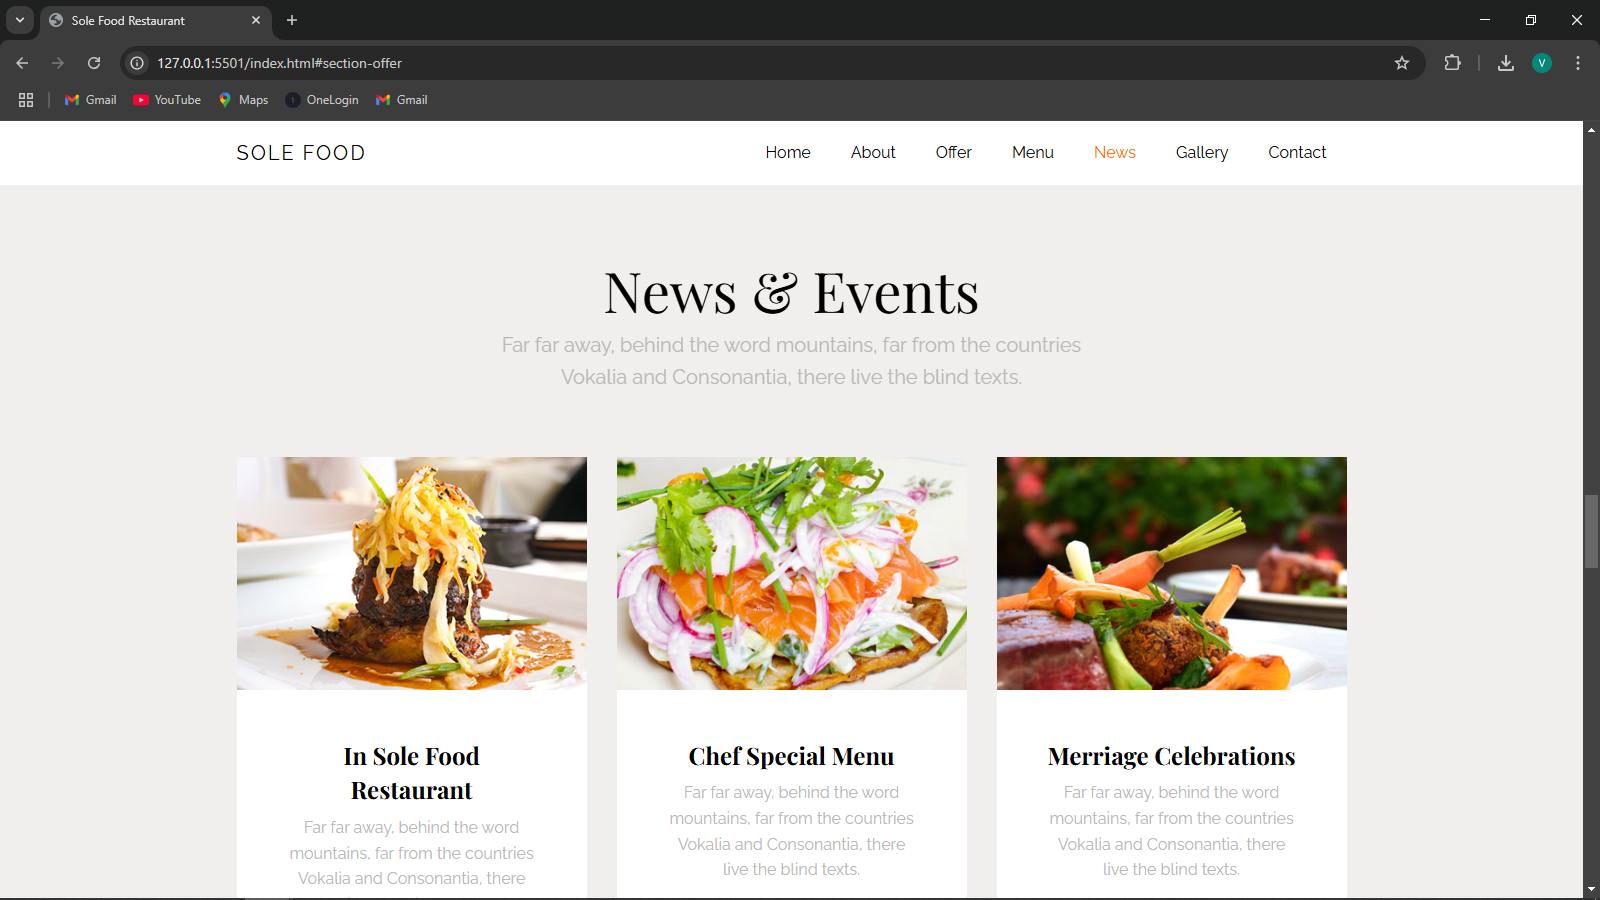 Sole Food Restaurant
127.0.0.1:5501/index.html#section-offer
V
Gmail YouTube Maps OneLogin Gmail
SOLE FOOD Home About Offer Menu News Gallery Contact
News & Events
Far far away, behind the word mountains, far from the countries
Vokalia and Consonantia, there live the blind texts.
In Sole Food
Restaurant
Far far away, behind the word
mountains, far from the countries
Vokalia and Consonantia, there
Chef Special Menu
Far far away, behind the word
mountains, far from the countries
Vokalia and Consonantia, there
live the blind texts.
Merriage Celebrations
Far far away, behind the word
mountains, far from the countries
Vokalia and Consonantia, there
live the blind texts.